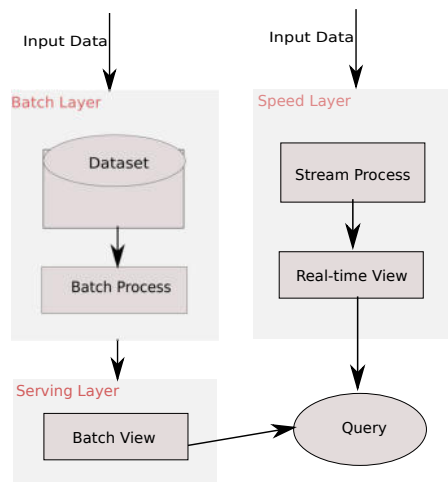 Input Data
Input Data
Batch Layer
Speed Layer
Dataset
Stream Process
Batch Process
Real-time View
Serving Layer
Batch View
Query